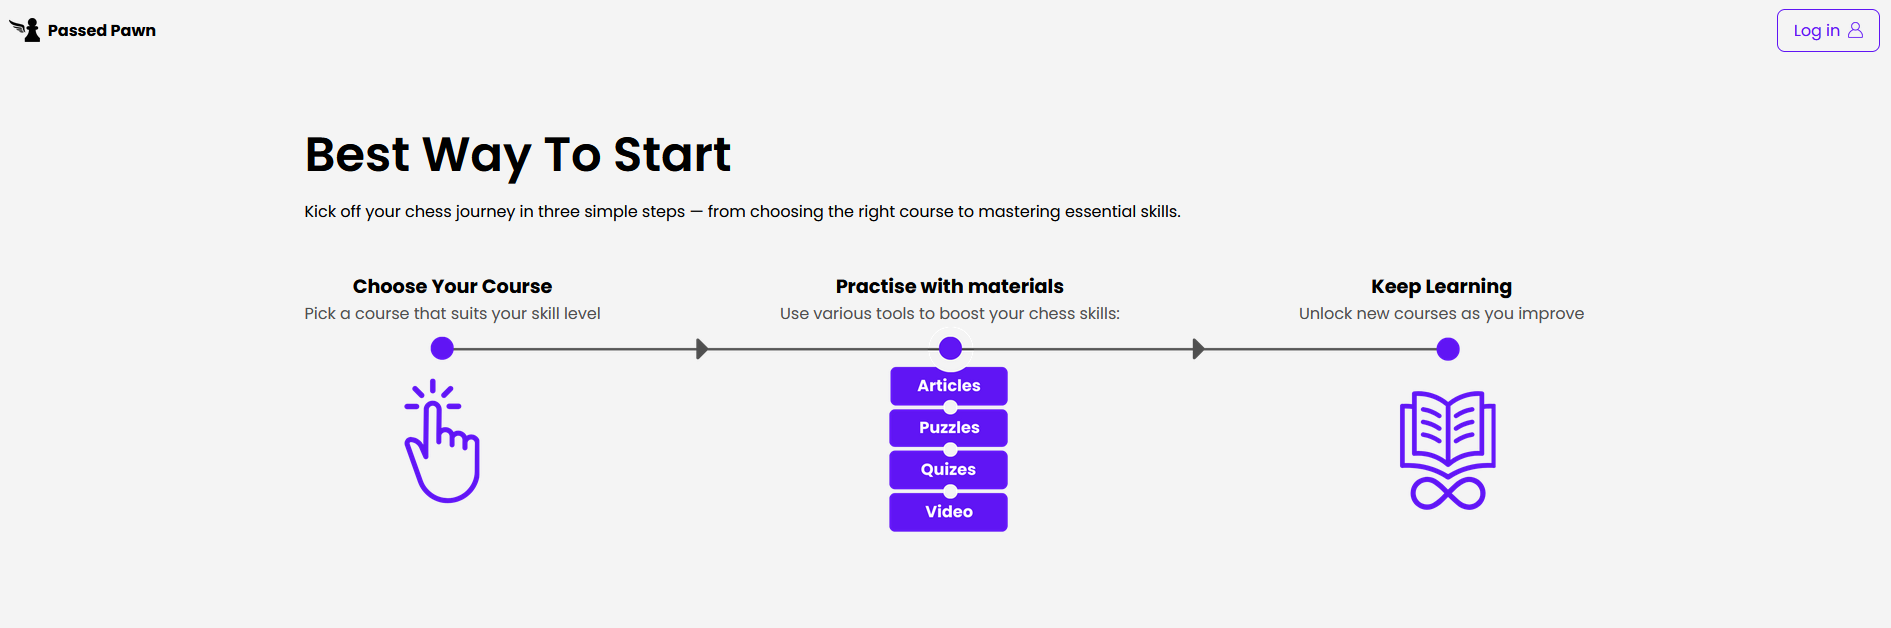 Passed Pawn
Log in
Best Way To Start
Kick off your chess journey in three simple steps — from choosing the right course to mastering essential skills.
Choose Your Course
Pick a course that suits your skill level
Practise with materials
Use various tools to boost your chess skills:
Articles
Puzzles
Quizes
Video
Keep Learning
Unlock new courses as you improve